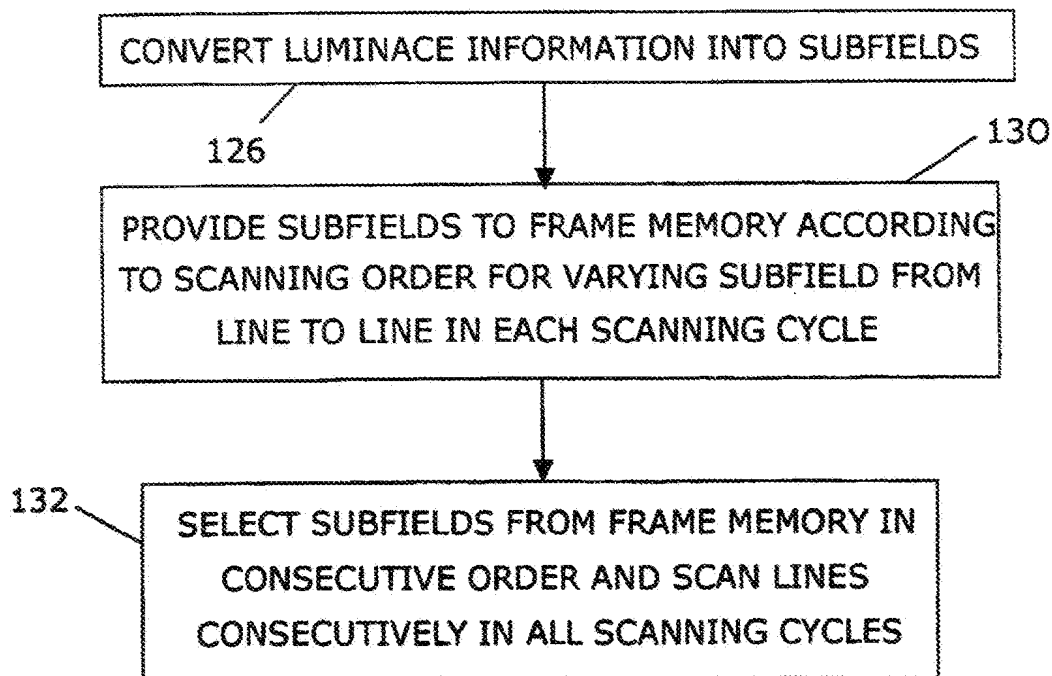 CONVERT LUMINACE INFORMATION INTO SUBFIELDS
126
130
PROVIDE SUBFIELDS TO FRAME MEMORY ACCORDING
TO SCANNING ORDER FOR VARYING SUBFIELD FROM
LINE TO LINE IN EACH SCANNING CYCLE
132
SELECT SUBFIELDS FROM FRAME MEMORY IN
CONSECUTIVE ORDER AND SCAN LINES
CONSECUTIVELY IN ALL SCANNING CYCLES